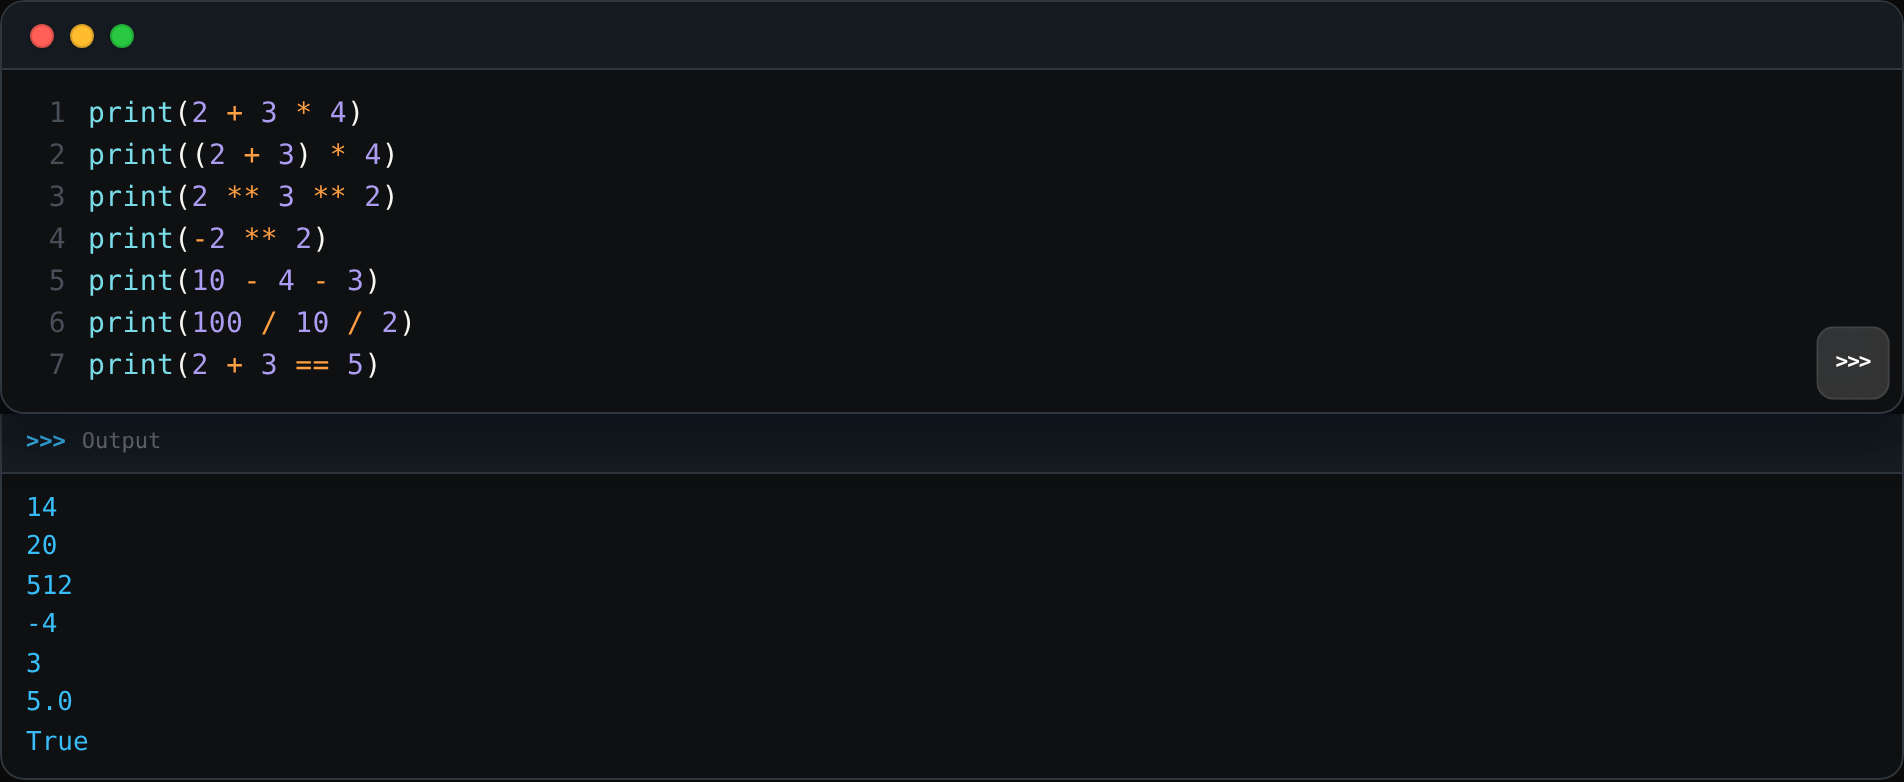 1 print(2 + 3 * 4)
2 print((2 + 3) * 4)
3 print(2 ** 3 ** 2)
4 print(-2 ** 2)
5 print(10 - 4 - 3)
6 print(100 / 10 / 2)
7 print(2 + 3 == 5)
>>>
>>> Output
14
20
512
-4
3
5.0
True